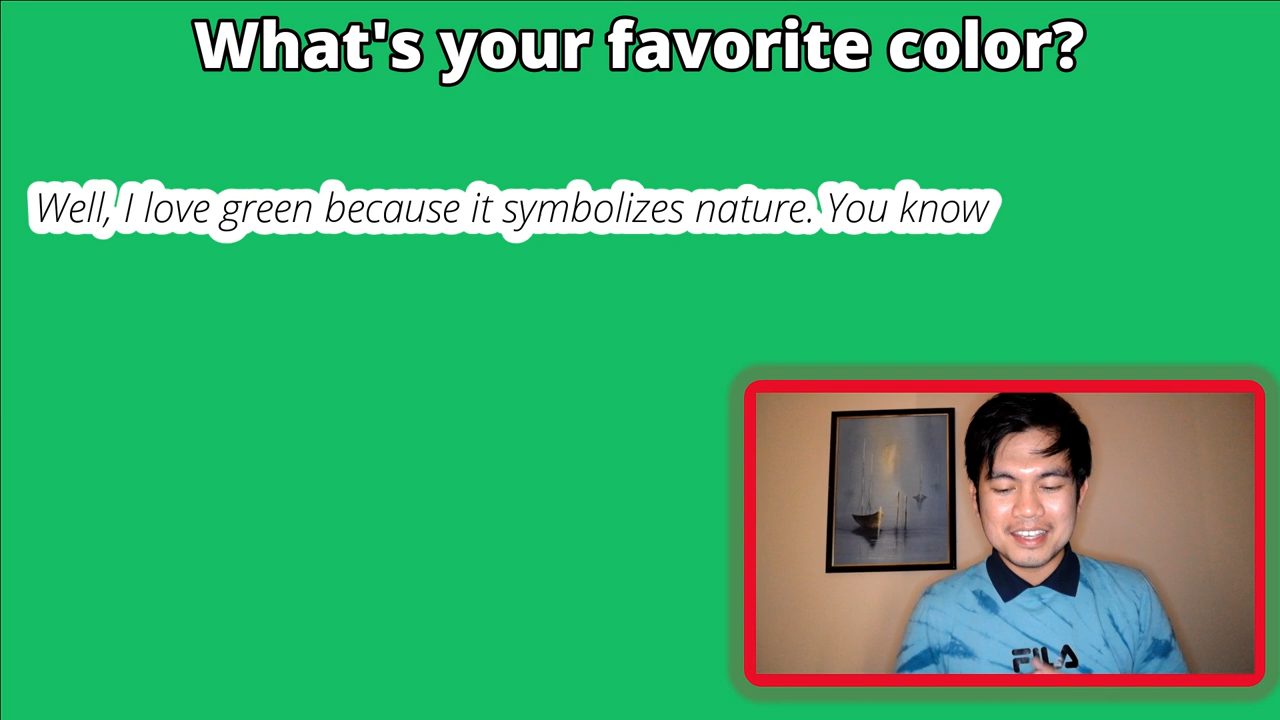 What's your favorite color?
Well, I love green because it symbolizes nature. You know
FILA